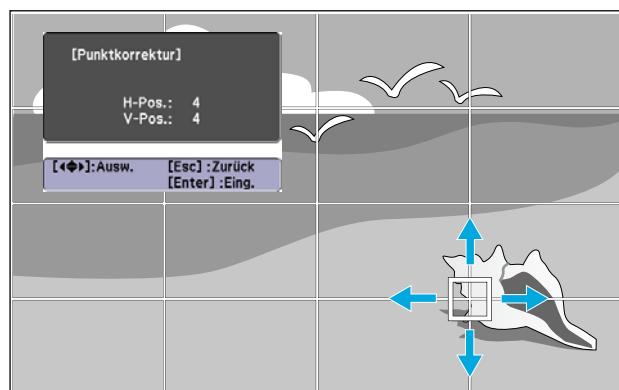 [Punktkorrektur]
H-Pos.: 4
V-Pos.: 4
[◀◆▶]:Ausw. [Esc] :Zurück
[Enter] :Eing.